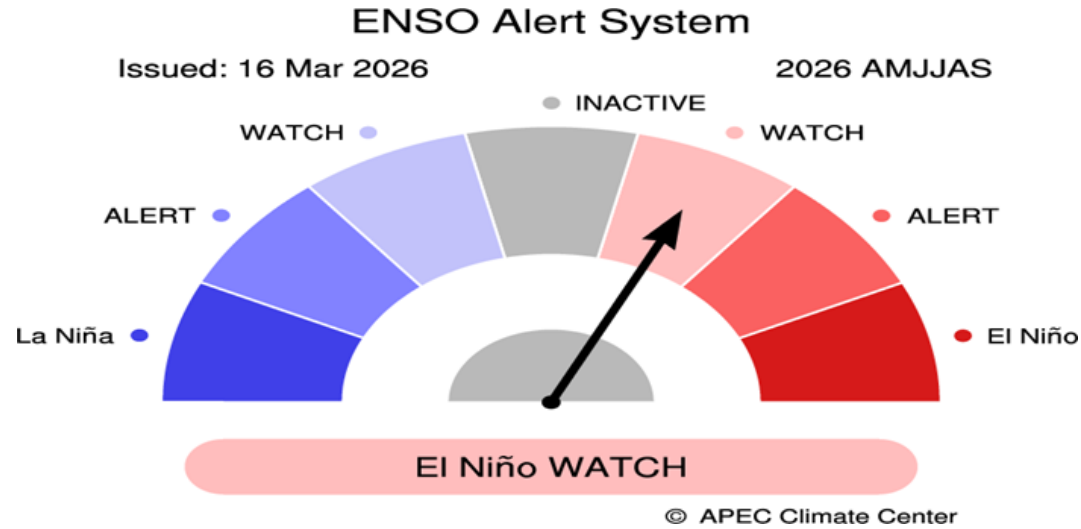 ENSO Alert System
Issued: 16 Mar 2026
2026 AMJJAS
INACTIVE
WATCH
WATCH
ALERT
ALERT
La Niña
El Niño
El Niño WATCH
© APEC Climate Center